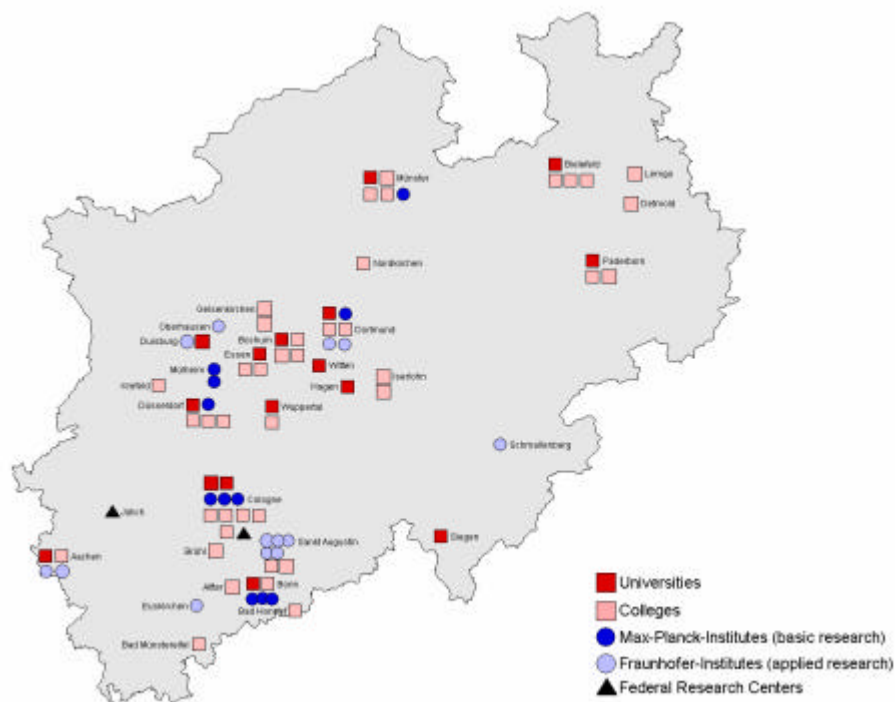 Münster
Bielefeld
Lemgo
Detmold
Nordkirchen
Paderborn
Gelsenkirchen
Oberhausen
Duisburg
Bochum
Dortmund
Essen
Witten
Mülheim
Krefeld
Hagen
Iserlohn
Düsseldorf
Wuppertal
Schmallenberg
Cologne
Jülich
Sankt Augustin
Siegen
Aachen
Brühl
Alfter
Bonn
Euskirchen
Bad Honnef
Bad Münstereifel
Universities
Colleges
Max-Planck-Institutes (basic research)
Fraunhofer-Institutes (applied research)
Federal Research Centers